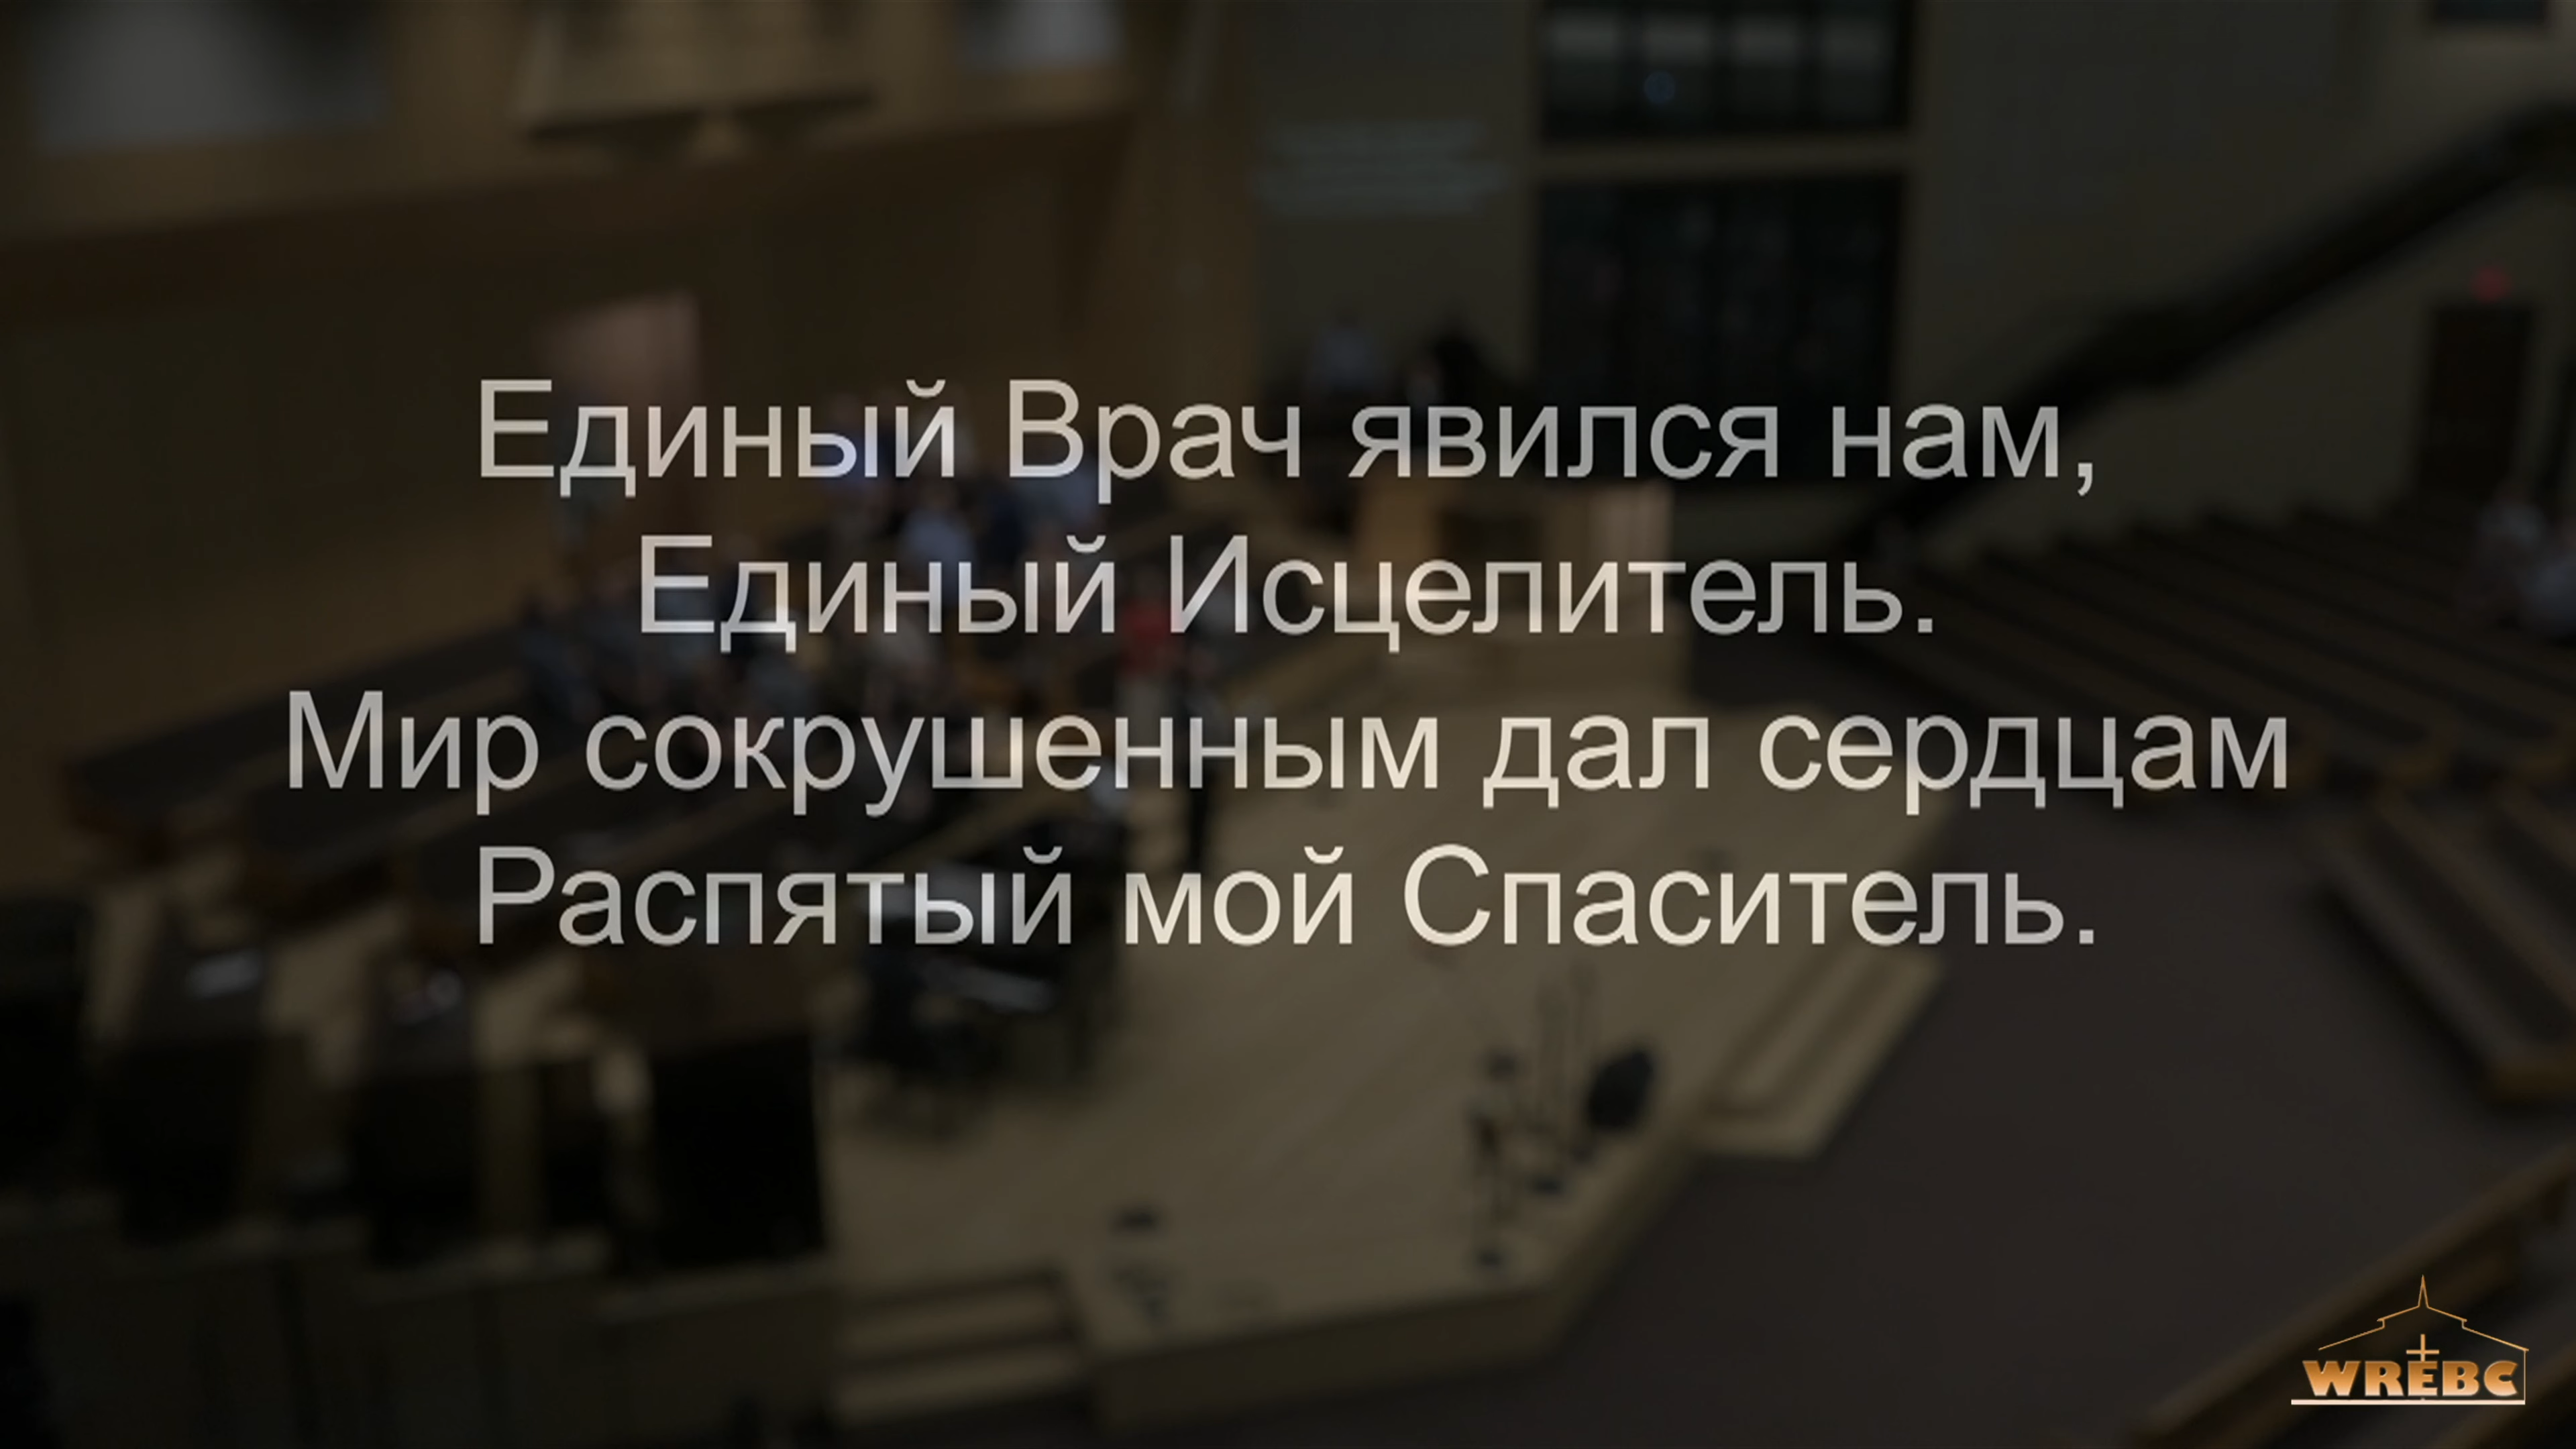 Единый Врач явился нам,
Единый Исцелитель.
Мир сокрушенным дал сердцам
Распятый мой Спаситель.
WREBC